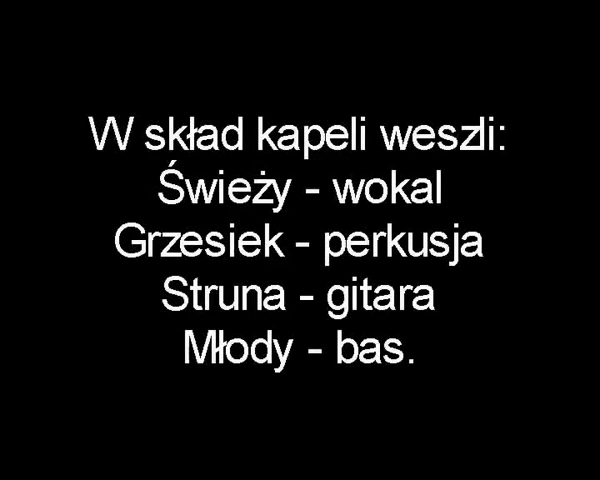 W skład kapeli weszli:
Świeży - wokal
Grzesiek - perkusja
Struna - gitara
Młody - bas.